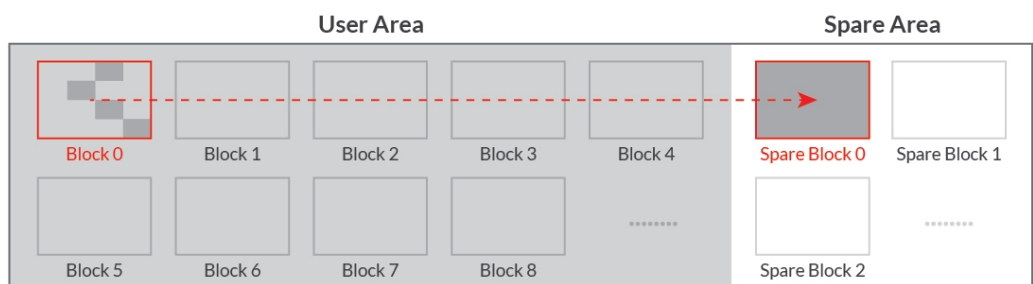 User Area
Spare Area
Block 0
Block 1
Block 2
Block 3
Block 4
Spare Block 0
Spare Block 1
Block 5
Block 6
Block 7
Block 8
Spare Block 2